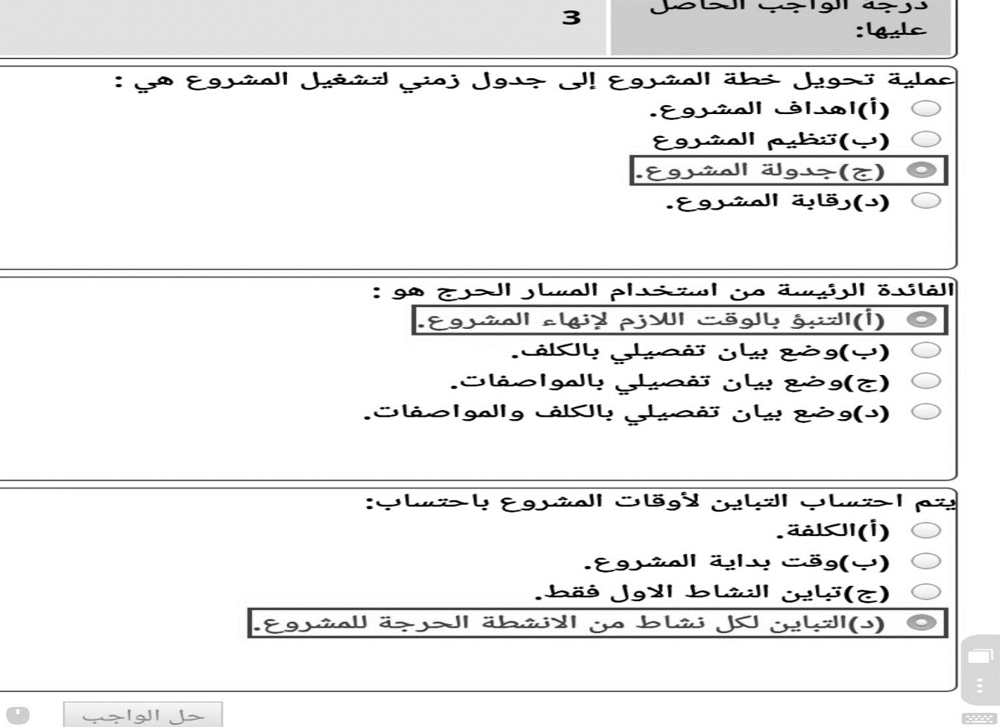 درجة الواجب الحاصل
عليها:
3
عملية تحويل خطة المشروع إلى جدول زمني لتشغيل المشروع هي :
(أ)اهداف المشروع.
(ب)تنظيم المشروع
(ج)جدولة المشروع.
(د)رقابة المشروع.
الفائدة الرئيسة من استخدام المسار الحرج هو :
(أ)التنبؤ بالوقت اللازم لإنهاء المشروع.
(ب)وضع بيان تفصيلي بالكلف.
(ج)وضع بيان تفصيلي بالمواصفات.
(د)وضع بيان تفصيلي بالكلف والمواصفات.
يتم احتساب التباين لأوقات المشروع باحتساب:
(أ)الكلفة.
(ب)وقت بداية المشروع.
(ج)تباين النشاط الاول فقط.
(د)التباين لكل نشاط من الانشطة الحرجة للمشروع.
حل الواجب